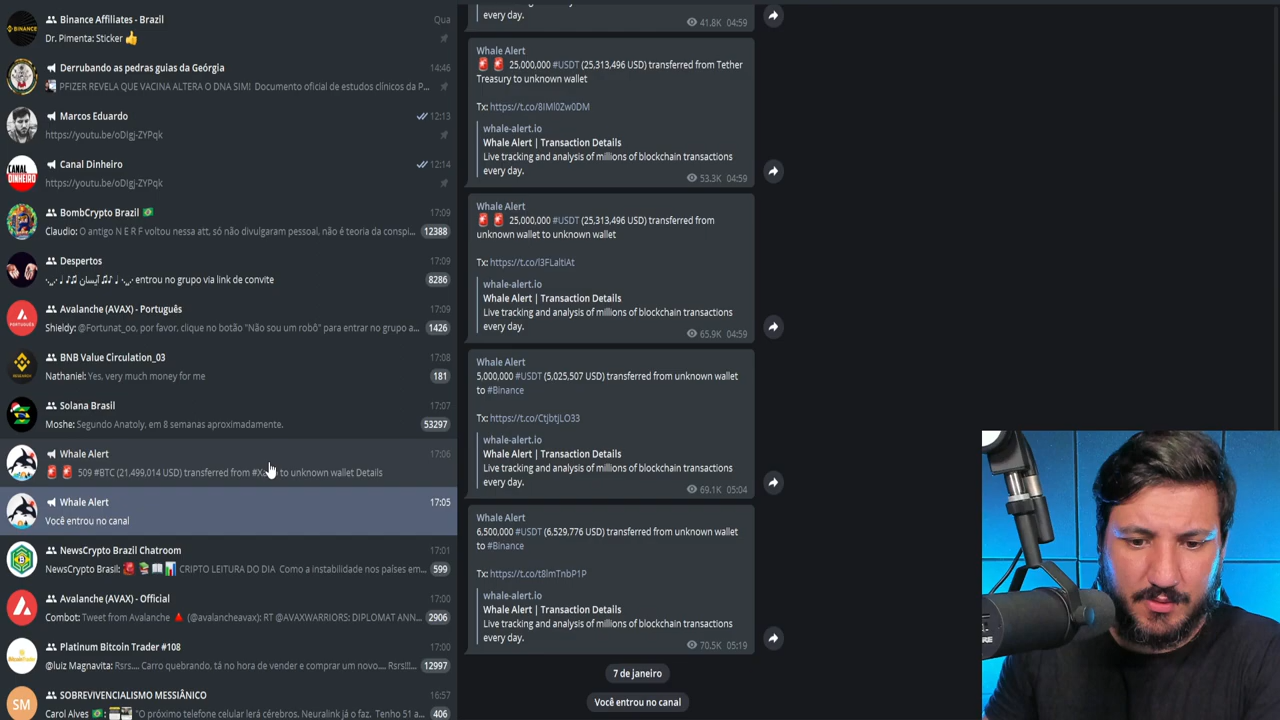 Binance Affiliates - Brazil
Qua
Dr. Pimenta: Sticker 👍
Derrubando as pedras guias da Geórgia
14:46
PFIZER REVELA QUE VACINA ALTERA O DNA SIM! Documento oficial de estudos clínicos da P...
Marcos Eduardo
12:13
https://youtu.be/oDIgj-ZYPqk
Canal Dinheiro
12:14
https://youtu.be/oDIgj-ZYPqk
BombCrypto Brazil 🇧🇷
17:09
Claudio: O antigo N E R F voltou nessa att, só não divulgaram pessoal, não é teoria da conspi...
12388
Despertos
17:09
آيسان entrou no grupo via link de convite
8286
Avalanche (AVAX) - Português
17:09
Shieldy: @Fortunat_oo, por favor, clique no botão "Não sou um robô" para entrar no grupo a...
1426
BNB Value Circulation_03
17:08
Nathaniel: Yes, very much money for me
181
Solana Brasil
17:07
Moshe: Segundo Anatoly, em 8 semanas aproximadamente.
53297
Whale Alert
17:06
🚨 🚨 509 #BTC (21,499,014 USD) transferred from to unknown wallet Details
Whale Alert
17:05
Você entrou no canal
NewsCrypto Brazil Chatroom
17:01
NewsCrypto Brazil: CRIPTO LEITURA DO DIA Como a instabilidade nos países em...
599
Avalanche (AVAX) - Official
17:00
Combot: Tweet from Avalanche 🔺 (@avalancheavax): RT @AVAXWARRIORS: DIPLOMAT ANN...
2906
Platinum Bitcoin Trader #108
17:00
@luiz Magnavita: Rsrs.... Carro quebrando, tá no hora de vender e comprar um novo.... Rsrs!!!...
12997
SM
SOBREVIVENCIALISMO MESSIÂNICO
16:57
Carol Alves 🇧🇷: "O próximo telefone celular lerá cérebros. Neuralink já o faz. Tenho 51 a...
406
every day.
41.8K 04:59
Whale Alert
🚨 🚨 25,000,000 #USDT (25,313,496 USD) transferred from Tether
Treasury to unknown wallet
Tx: https://t.co/8IMl0Zw0DM
whale-alert.io
Whale Alert | Transaction Details
Live tracking and analysis of millions of blockchain transactions
every day.
53.3K 04:59
Whale Alert
🚨 🚨 25,000,000 #USDT (25,313,496 USD) transferred from
unknown wallet to unknown wallet
Tx: https://t.co/l3FLaltiAt
whale-alert.io
Whale Alert | Transaction Details
Live tracking and analysis of millions of blockchain transactions
every day.
65.9K 04:59
Whale Alert
5,000,000 #USDT (5,025,507 USD) transferred from unknown wallet
to #Binance
Tx: https://t.co/CtjbtjLO33
whale-alert.io
Whale Alert | Transaction Details
Live tracking and analysis of millions of blockchain transactions
every day.
69.1K 05:04
Whale Alert
6,500,000 #USDT (6,529,776 USD) transferred from unknown wallet
to #Binance
Tx: https://t.co/t8lmTnbP1P
whale-alert.io
Whale Alert | Transaction Details
Live tracking and analysis of millions of blockchain transactions
every day.
70.5K 05:19
7 de janeiro
Você entrou no canal